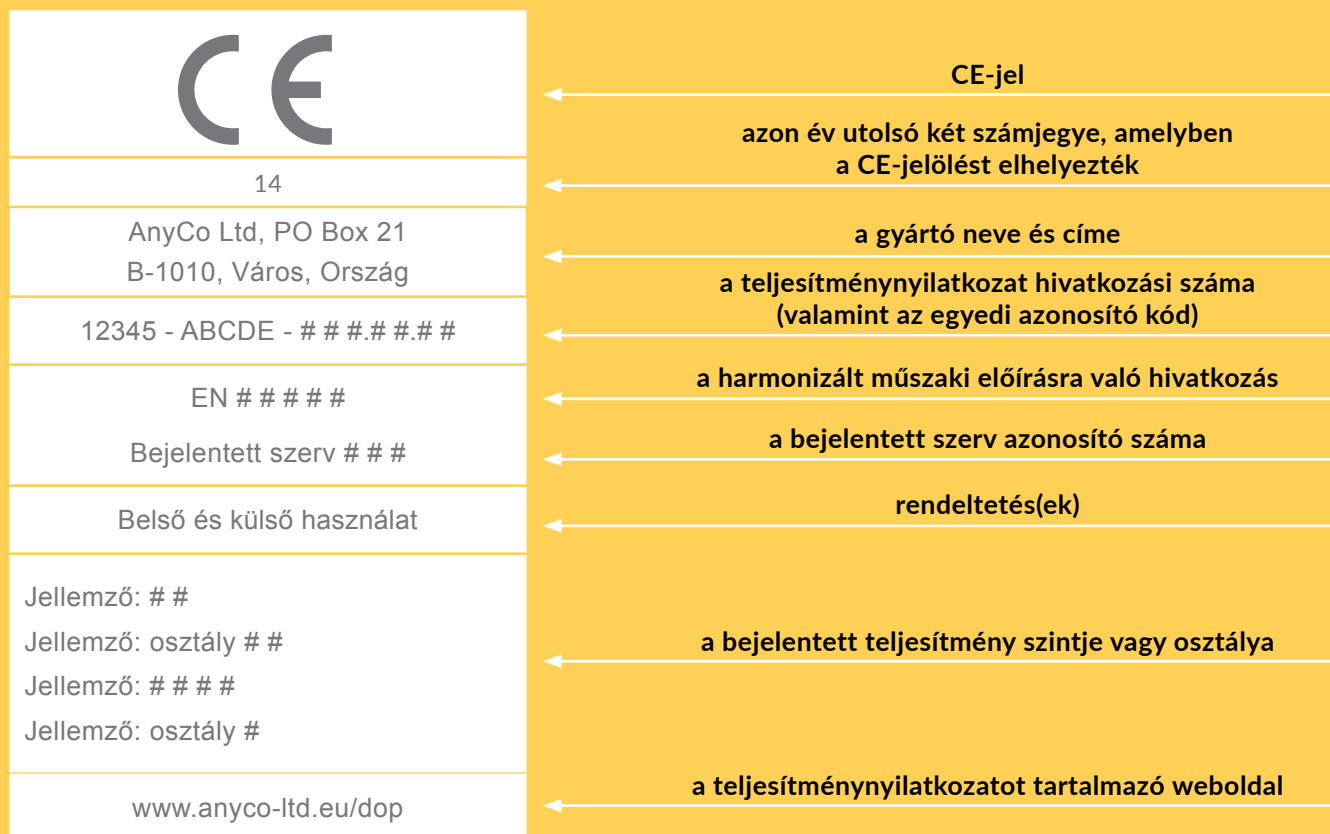 CE
CE-jel
azon év utolsó két számjegye, amelyben
a CE-jelölést elhelyezték
14
AnyCo Ltd, PO Box 21
B-1010, Város, Ország
a gyártó neve és címe
a teljesítménynyilatkozat hivatkozási száma
(valamint az egyedi azonosító kód)
12345 - ABCDE - # # #.# #.# #
a harmonizált műszaki előírásra való hivatkozás
EN # # # # #
a bejelentett szerv azonosító száma
Bejelentett szerv # # #
rendeltetés(ek)
Belső és külső használat
Jellemző: # #
Jellemző: osztály # #
Jellemző: # # # #
Jellemző: osztály #
a bejelentett teljesítmény szintje vagy osztálya
a teljesítménynyilatkozatot tartalmazó weboldal
www.anyco-ltd.eu/dop